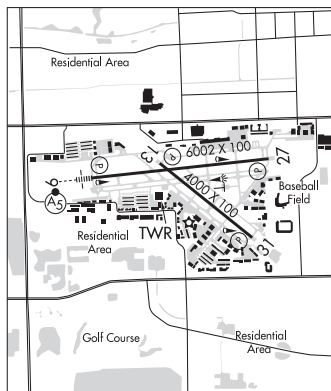 Residential Area
6002 X 100
P
P
P
13
27
9
4000 X 100
A5
Baseball
Field
Residential
Area
TWR
P
31
Golf Course
Residential
Area